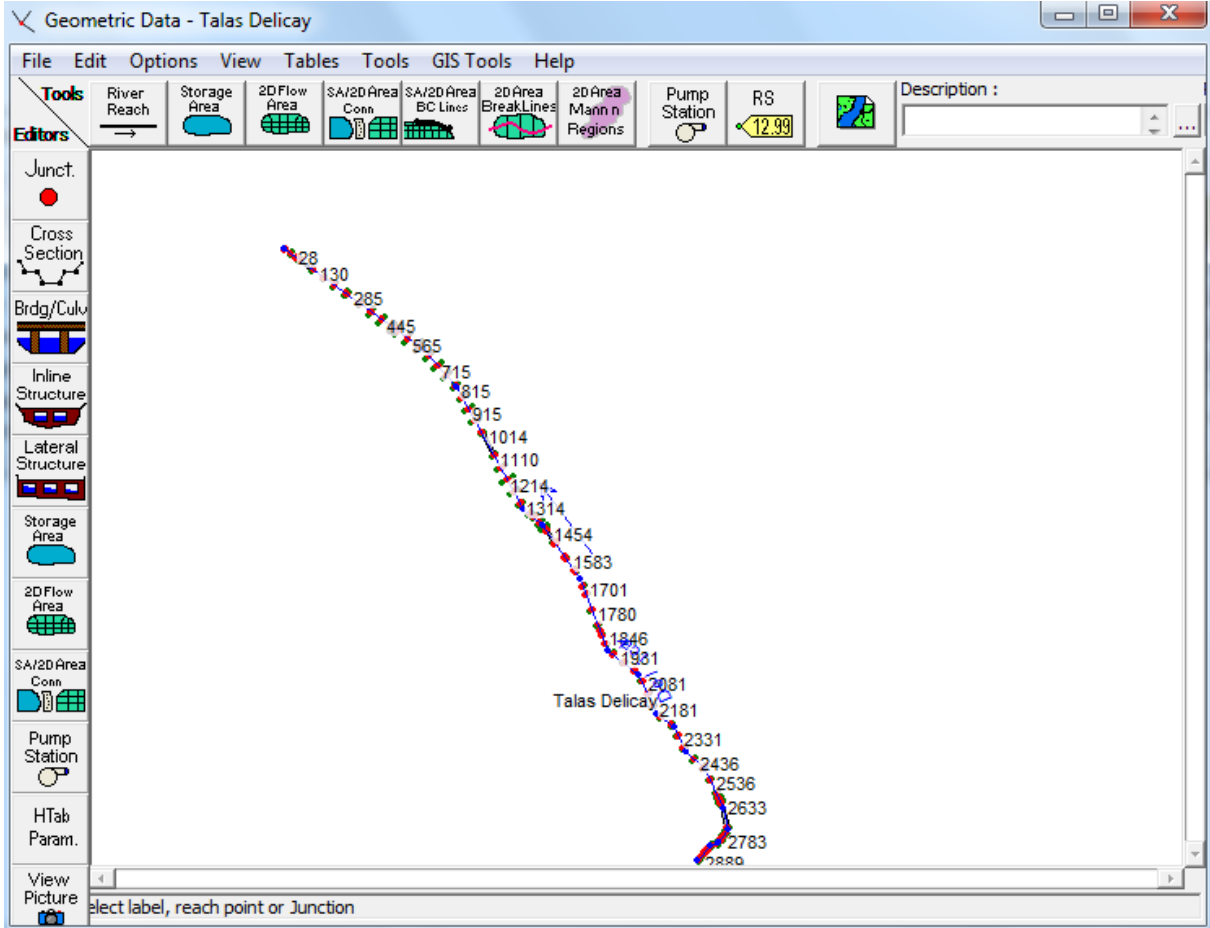 Geometric Data - Talas Delicay
File Edit Options View Tables Tools GIS Tools Help
Tools
Editors
River
Reach
Storage
Area
2D Flow
Area
SA/2D Area
Conn
SA/2D Area
BC Lines
2D Area
BreakLines
2D Area
Mann n
Regions
Pump
Station
RS
12.99
Description :
...
Junct.
Cross
Section
Brdg/Culv
Inline
Structure
Lateral
Structure
Storage
Area
2D Flow
Area
SA/2D Area
Conn
Pump
Station
HTab
Param.
View
Picture
28
130
285
445
565
715
815
915
1014
1110
1214
1314
1454
1583
1701
1780
1846
1931
2081
Talas Delicay
2181
2331
2436
2536
2633
2783
2889
elect label, reach point or Junction